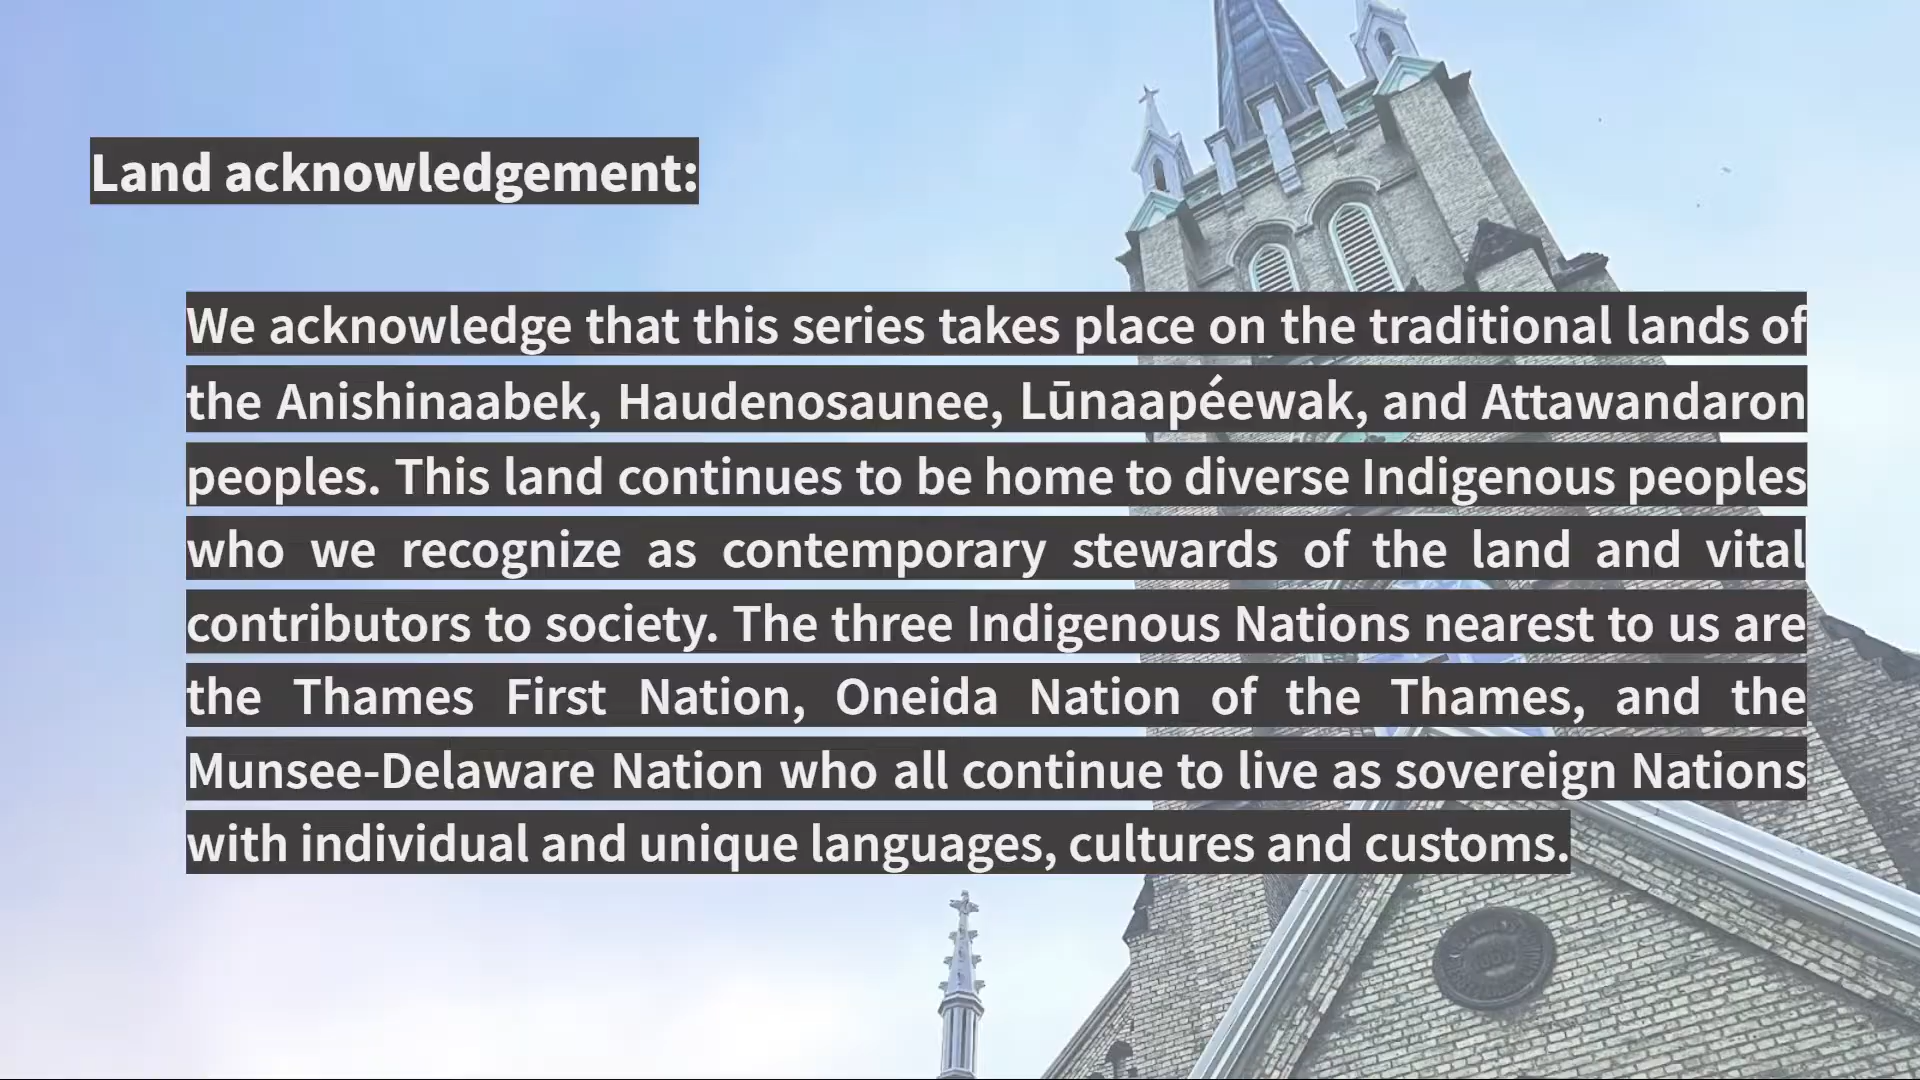 Land acknowledgement:
We acknowledge that this series takes place on the traditional lands of
the Anishinaabek, Haudenosaunee, Lūnaapéewak, and Attawandaron
peoples. This land continues to be home to diverse Indigenous peoples
who we recognize as contemporary stewards of the land and vital
contributors to society. The three Indigenous Nations nearest to us are
the Thames First Nation, Oneida Nation of the Thames, and the
Munsee-Delaware Nation who all continue to live as sovereign Nations
with individual and unique languages, cultures and customs.